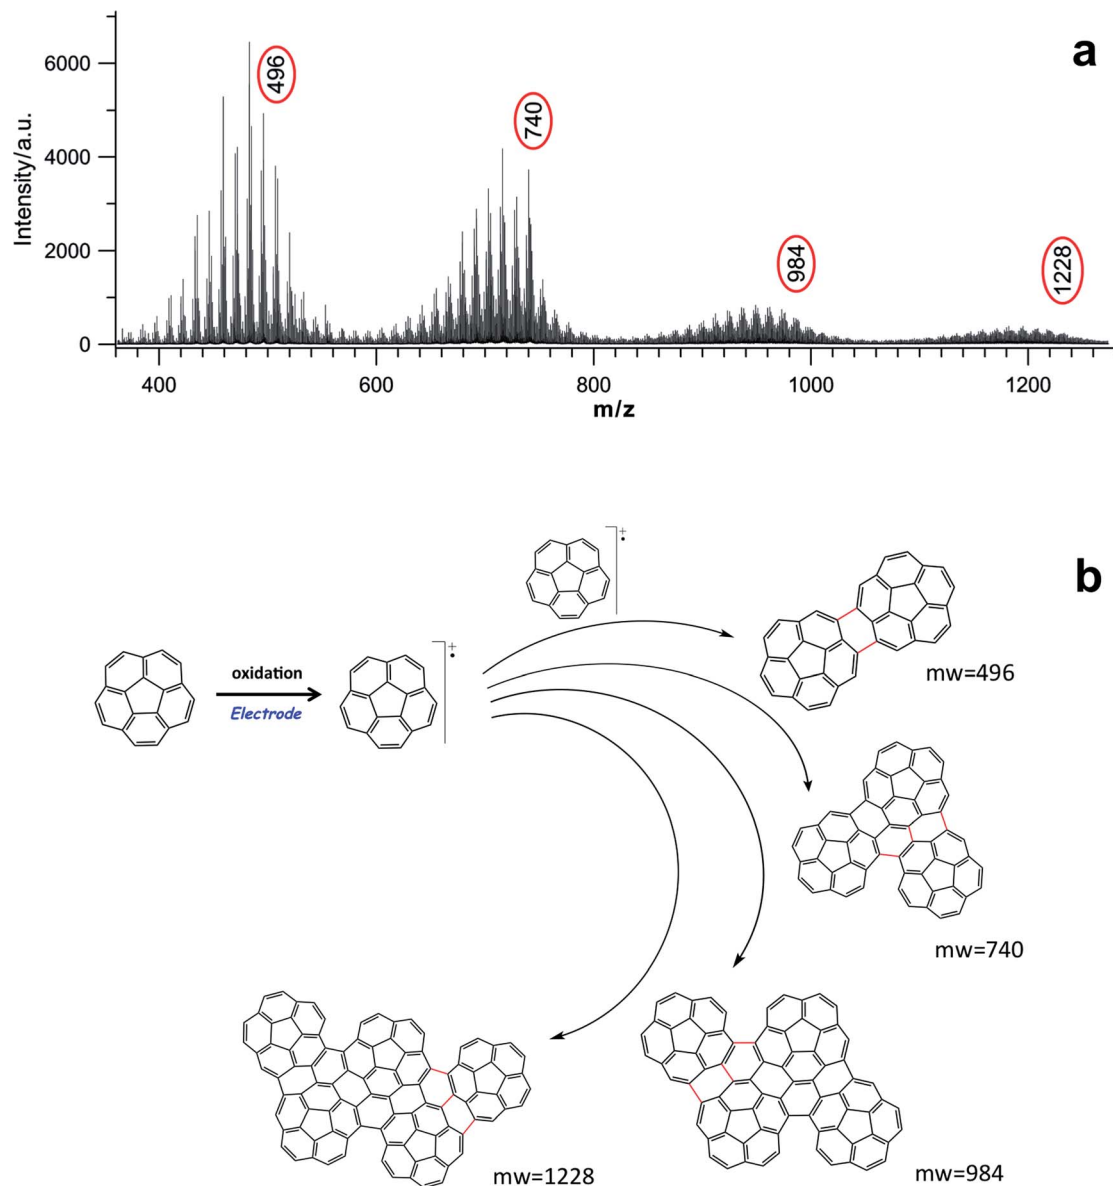 a
6000
4000
2000
0
Intensity/a.u.
496
740
984
1228
400
600
800
1000
1200
m/z
b
+
•
oxidation
Electrode
+
•
mw=496
mw=740
mw=1228
mw=984